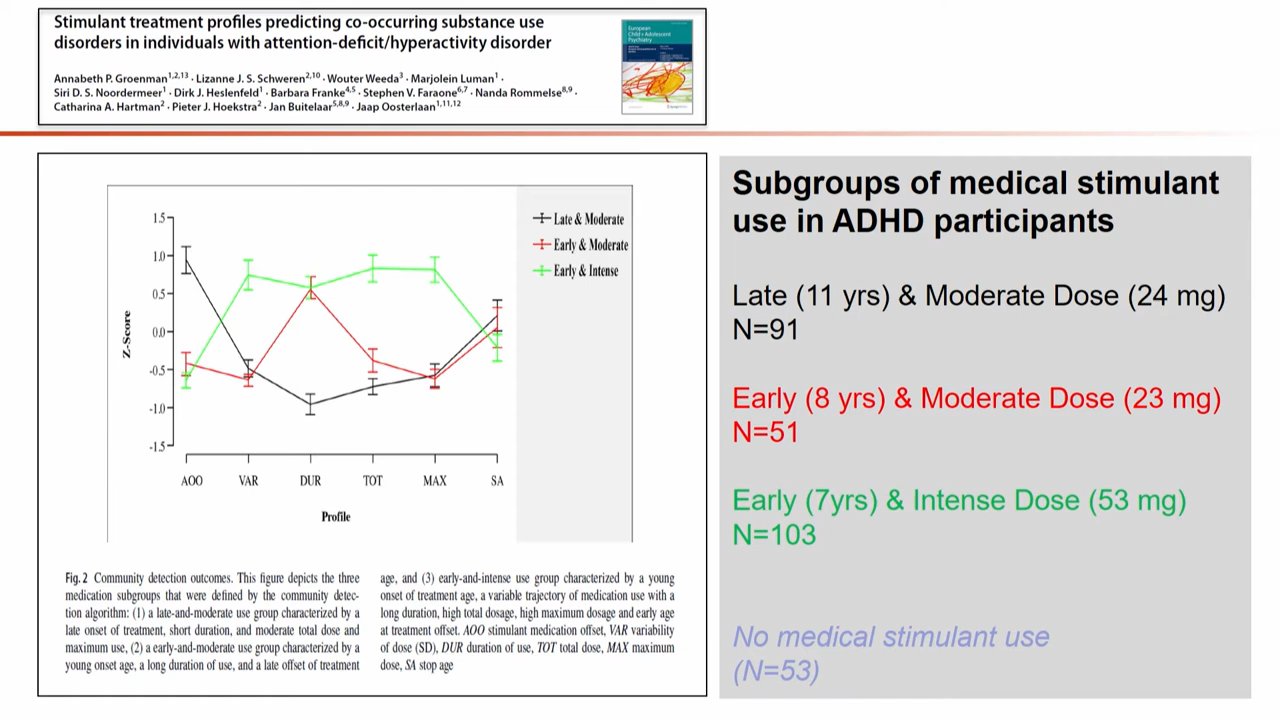 Stimulant treatment profiles predicting co-occurring substance use
disorders in individuals with attention-deficit/hyperactivity disorder
Annabeth P. Groenman1,2,13 · Lizanne J. S. Schweren2,10 · Wouter Weeda3 · Marjolein Luman1 ·
Siri D. S. Noordermeer1 · Dirk J. Heslenfeld1 · Barbara Franke4,5 · Stephen V. Faraone6,7 · Nanda Rommelse8,9 ·
Catharina A. Hartman2 · Pieter J. Hoekstra2 · Jan Buitelaar5,8,9 · Jaap Oosterlaan1,11,12
European
Child & Adolescent
Psychiatry
1.5
1.0
0.5
0.0
-0.5
-1.0
-1.5
Z-Score
AOO VAR DUR TOT MAX SA
Profile
Late & Moderate
Early & Moderate
Early & Intense
Fig. 2 Community detection outcomes. This figure depicts the three
medication subgroups that were defined by the community detec-
tion algorithm: (1) a late-and-moderate use group characterized by a
late onset of treatment, short duration, and moderate total dose and
maximum use, (2) a early-and-moderate use group characterized by a
young onset age, a long duration of use, and a late offset of treatment
age, and (3) early-and-intense use group characterized by a young
onset of treatment age, a variable trajectory of medication use with a
long duration, high total dosage, high maximum dosage and early age
at treatment offset. AOO stimulant medication offset, VAR variability
of dose (SD), DUR duration of use, TOT total dose, MAX maximum
dose, SA stop age
Subgroups of medical stimulant
use in ADHD participants
Late (11 yrs) & Moderate Dose (24 mg)
N=91
Early (8 yrs) & Moderate Dose (23 mg)
N=51
Early (7yrs) & Intense Dose (53 mg)
N=103
No medical stimulant use
(N=53)